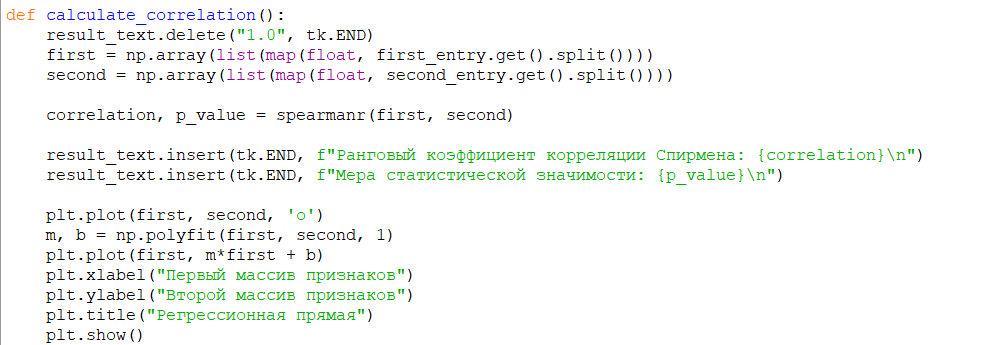 def calculate_correlation():
    result_text.delete("1.0", tk.END)
    first = np.array(list(map(float, first_entry.get().split())))
    second = np.array(list(map(float, second_entry.get().split())))

    correlation, p_value = spearmanr(first, second)

    result_text.insert(tk.END, f"Ранговый коэффициент корреляции Спирмена: {correlation}\n")
    result_text.insert(tk.END, f"Мера статистической значимости: {p_value}\n")

    plt.plot(first, second, 'o')
    m, b = np.polyfit(first, second, 1)
    plt.plot(first, m*first + b)
    plt.xlabel("Первый массив признаков")
    plt.ylabel("Второй массив признаков")
    plt.title("Регрессионная прямая")
    plt.show()